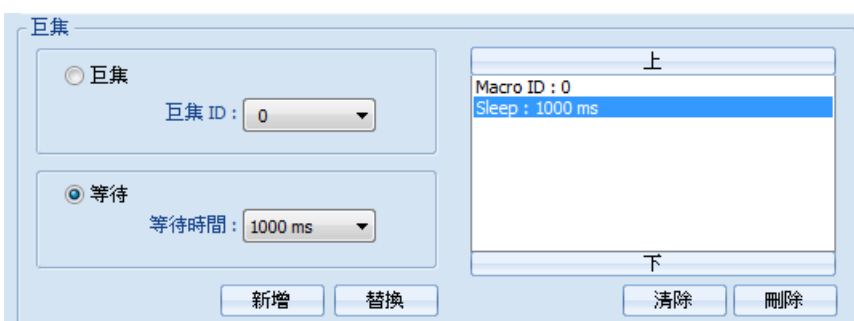 巨集
巨集
巨集 ID : 0
等待
等待時間 : 1000 ms
新增
替換
上
Macro ID : 0
Sleep : 1000 ms
下
清除
刪除